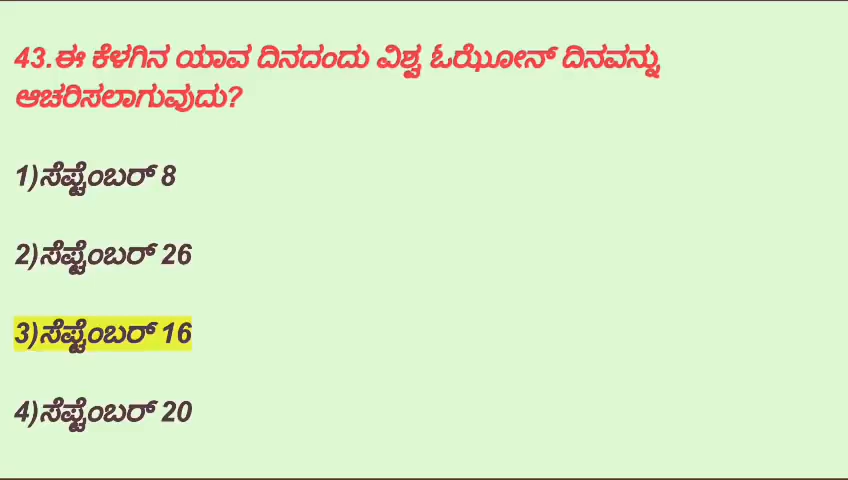 43.ಈ ಕೆಳಗಿನ ಯಾವ ದಿನದಂದು ವಿಶ್ವ ಓಝೋನ್ ದಿನವನ್ನು
ಆಚರಿಸಲಾಗುವುದು?
1)ಸೆಪ್ಟೆಂಬರ್ 8
2)ಸೆಪ್ಟೆಂಬರ್ 26
3)ಸೆಪ್ಟೆಂಬರ್ 16
4)ಸೆಪ್ಟೆಂಬರ್ 20